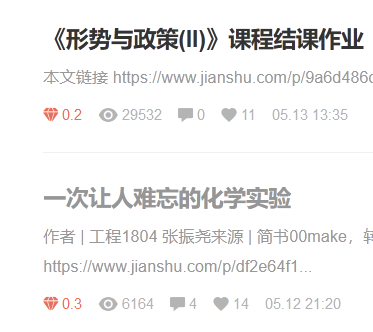 《形势与政策(II)》课程结课作业
本文链接 https://www.jianshu.com/p/9a6d486d
0.2 29532 0 11 05.13 13:35
一次让人难忘的化学实验
作者 | 工程1804 张振尧来源 | 简书00make，转
https://www.jianshu.com/p/df2e64f1...
0.3 6164 4 14 05.12 21:20